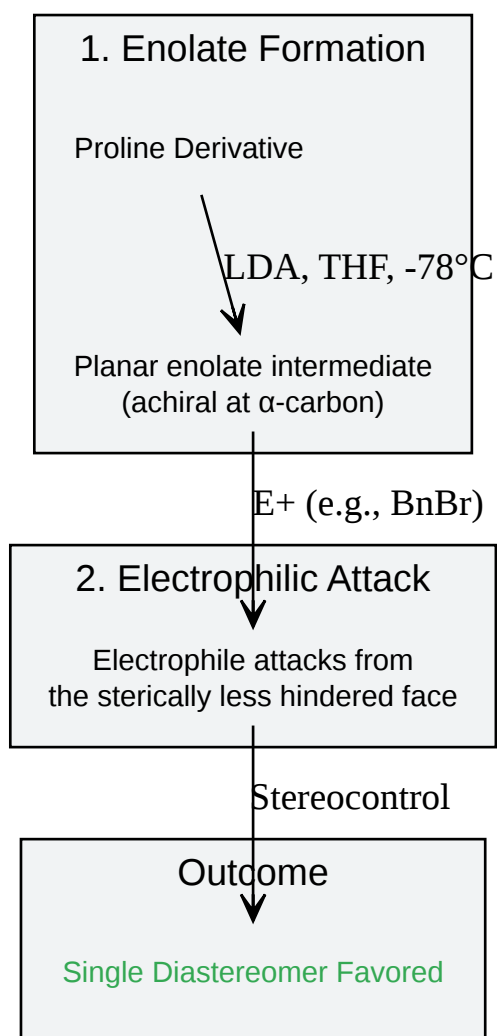 1. Enolate Formation
Proline Derivative
LDA, THF, -78°C
Planar enolate intermediate
(achiral at α-carbon)
E+ (e.g., BnBr)
2. Electrophilic Attack
Electrophile attacks from
the sterically less hindered face
Stereocontrol
Outcome
Single Diastereomer Favored